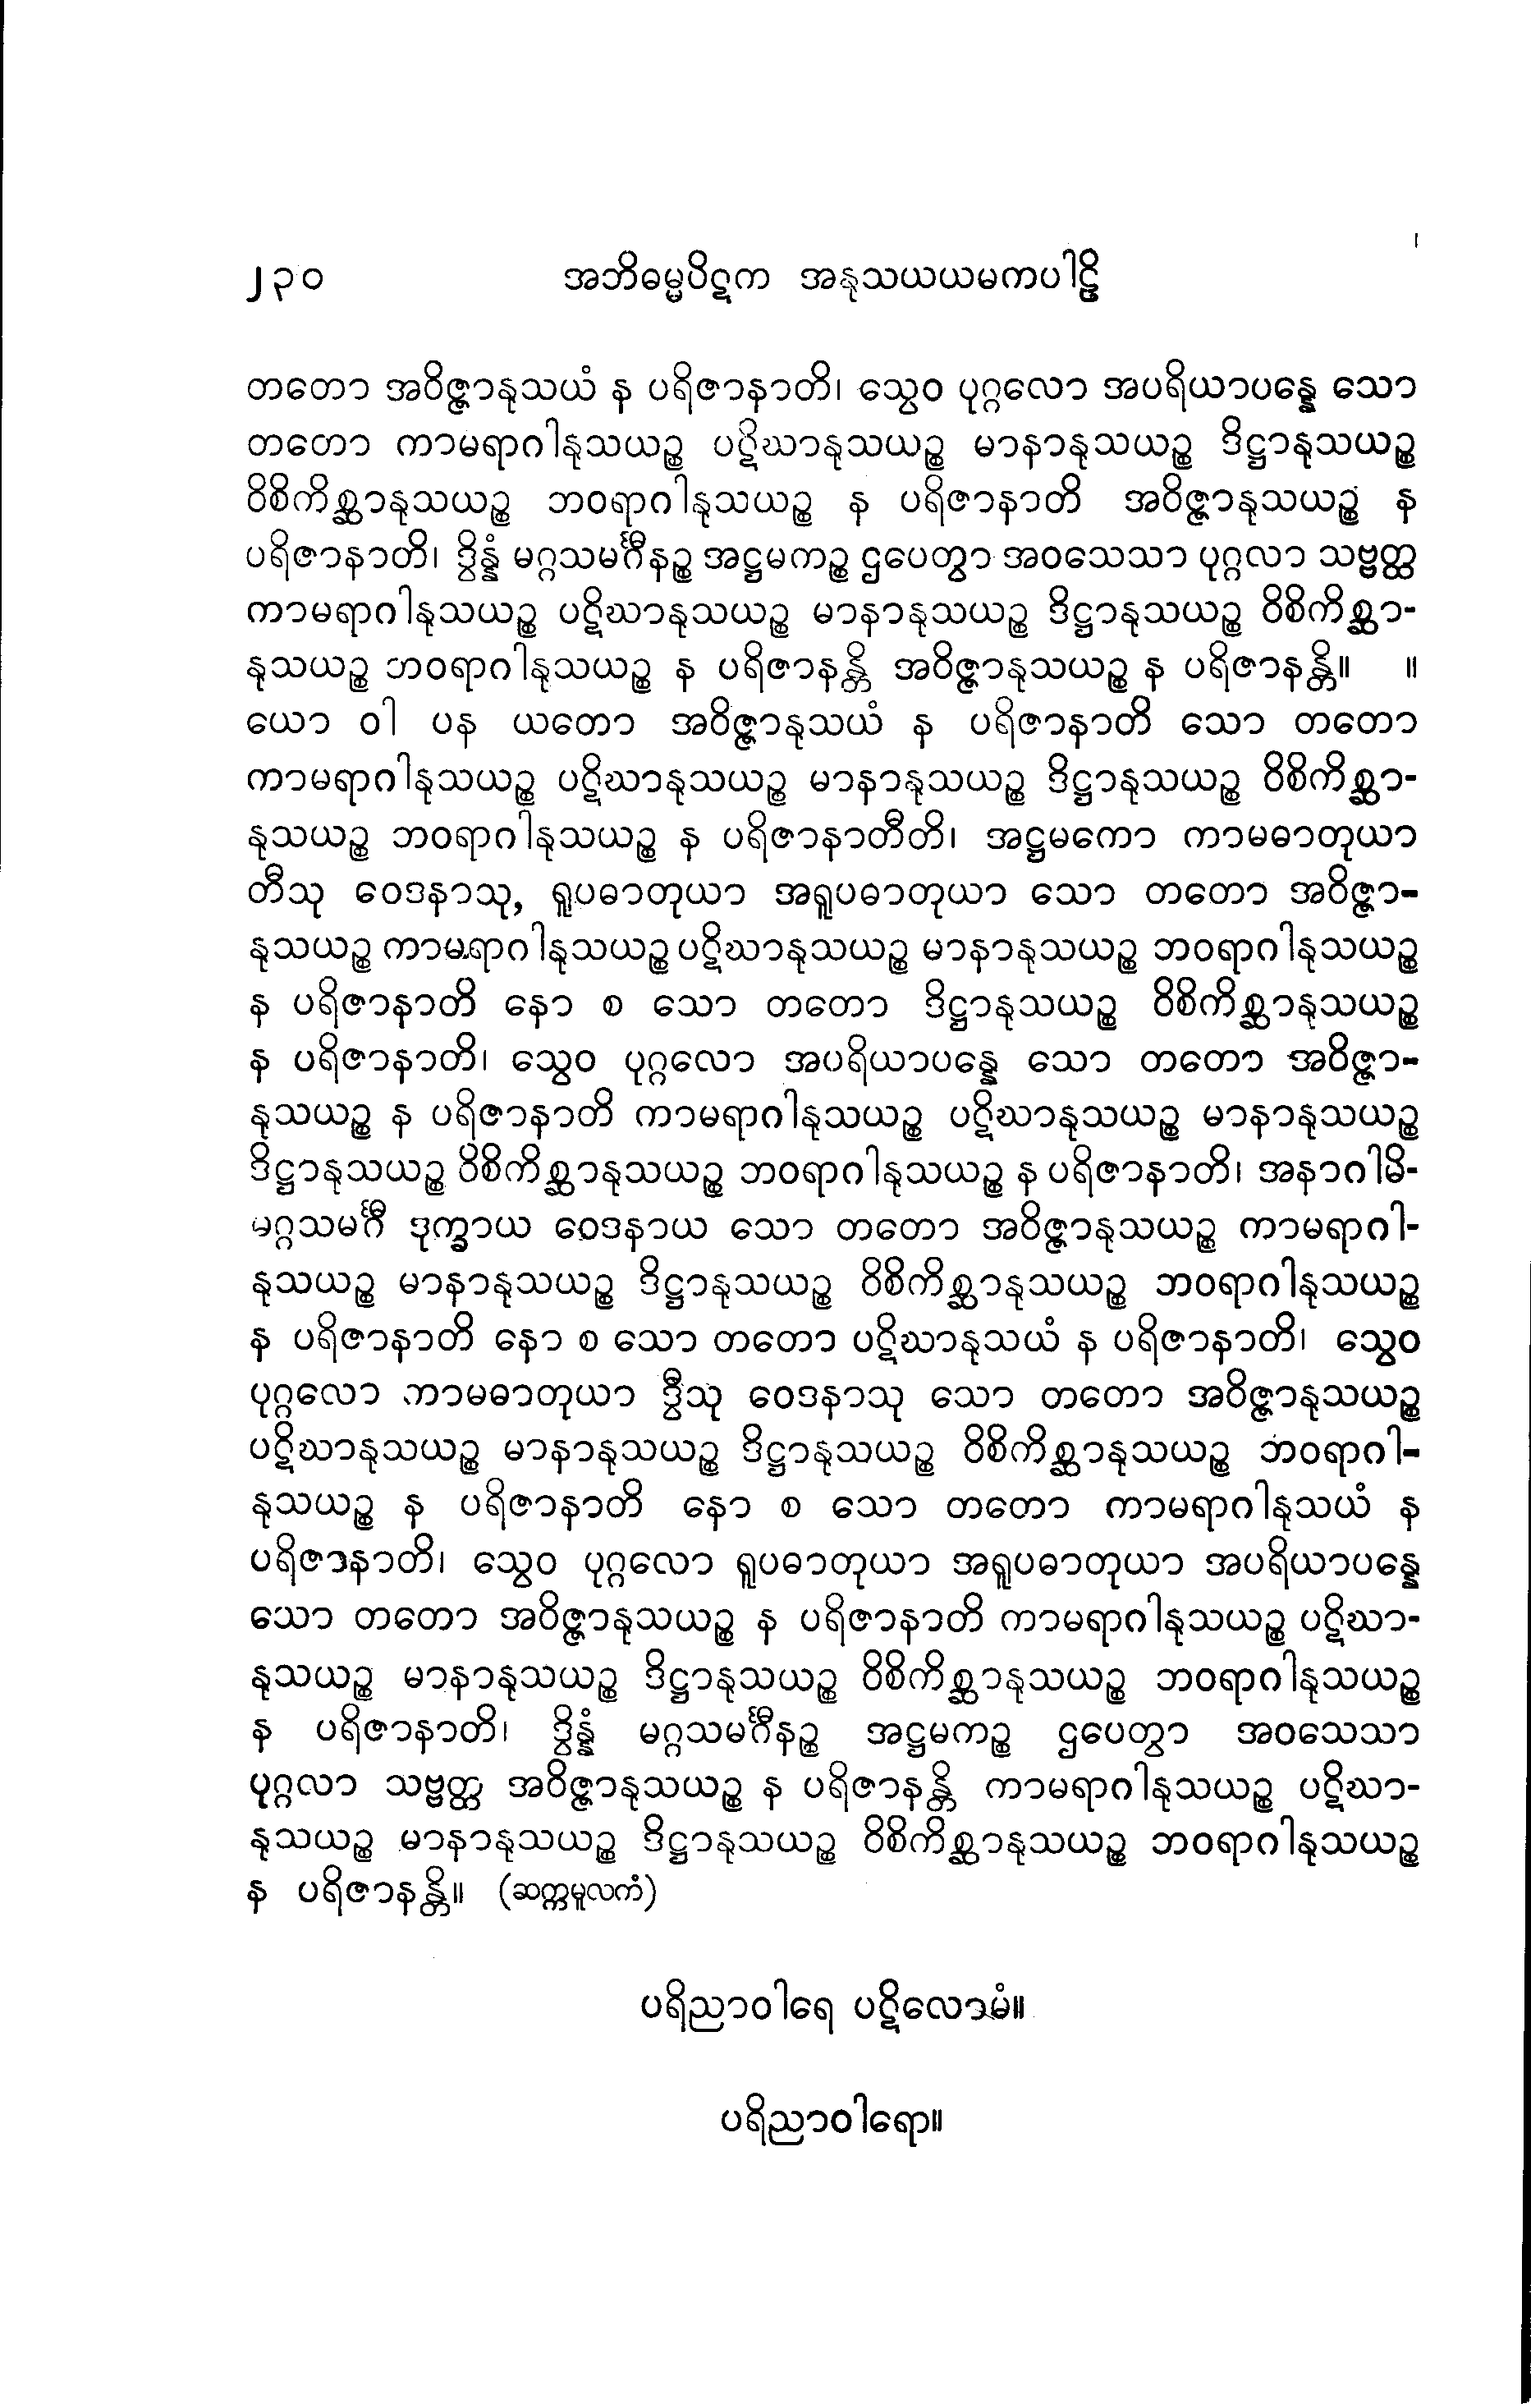 ၂၃၀ အဘိဓမ္မပိဋက အနုသယယမကပါဠိ
တတော အဝိဇ္ဇာနုသယံ န ပရိဇာနာတိ၊ သွေဝ ပုဂ္ဂလော အပရိယာပန္နေ သော
တတော ကာမရာဂါနုသယဉ္စ ပဋိဃာနုသယဉ္စ မာနာနုသယဉ္စ ဒိဋ္ဌာနုသယဉ္စ
ဝိစိကိစ္ဆာနုသယဉ္စ ဘဝရာဂါနုသယဉ္စ န ပရိဇာနာတိ အဝိဇ္ဇာနုသယဉ္စ န
ပရိဇာနာတိ၊ ဒွိန္နံ မဂ္ဂသမင်္ဂီနဉ္စ အဋ္ဌမကဉ္စ ဌပေတွာ အဝသေသာ ပုဂ္ဂလာ သဗ္ဗတ္ထ
ကာမရာဂါနုသယဉ္စ ပဋိဃာနုသယဉ္စ မာနာနုသယဉ္စ ဒိဋ္ဌာနုသယဉ္စ ဝိစိကိစ္ဆာ-
နုသယဉ္စ ဘဝရာဂါနုသယဉ္စ န ပရိဇာနန္တိ အဝိဇ္ဇာနုသယဉ္စ န ပရိဇာနန္တိ။ ။
ယော ဝါ ပန ယတော အဝိဇ္ဇာနုသယံ န ပရိဇာနာတိ သော တတော
ကာမရာဂါနုသယဉ္စ ပဋိဃာနုသယဉ္စ မာနာနုသယဉ္စ ဒိဋ္ဌာနုသယဉ္စ ဝိစိကိစ္ဆာ-
နုသယဉ္စ ဘဝရာဂါနုသယဉ္စ န ပရိဇာနာတီတိ၊ အဋ္ဌမကော ကာမဓာတုယာ
တီသု ဝေဒနာသု, ရူပဓာတုယာ အရူပဓာတုယာ သော တတော အဝိဇ္ဇာ-
နုသယဉ္စ ကာမရာဂါနုသယဉ္စ ပဋိဃာနုသယဉ္စ မာနာနုသယဉ္စ ဘဝရာဂါနုသယဉ္စ
န ပရိဇာနာတိ နော စ သော တတော ဒိဋ္ဌာနုသယဉ္စ ဝိစိကိစ္ဆာနုသယဉ္စ
န ပရိဇာနာတိ၊ သွေဝ ပုဂ္ဂလော အပရိယာပန္နေ သော တတော အဝိဇ္ဇာ-
နုသယဉ္စ န ပရိဇာနာတိ ကာမရာဂါနုသယဉ္စ ပဋိဃာနုသယဉ္စ မာနာနုသယဉ္စ
ဒိဋ္ဌာနုသယဉ္စ ဝိစိကိစ္ဆာနုသယဉ္စ ဘဝရာဂါနုသယဉ္စ န ပရိဇာနာတိ၊ အနာဂါမိ-
မဂ္ဂသမင်္ဂီ ဒုက္ခာယ ဝေဒနာယ သော တတော အဝိဇ္ဇာနုသယဉ္စ ကာမရာဂါ-
နုသယဉ္စ မာနာနုသယဉ္စ ဒိဋ္ဌာနုသယဉ္စ ဝိစိကိစ္ဆာနုသယဉ္စ ဘဝရာဂါနုသယဉ္စ
န ပရိဇာနာတိ နော စ သော တတော ပဋိဃာနုသယံ န ပရိဇာနာတိ၊ သွေဝ
ပုဂ္ဂလော ကာမဓာတုယာ ဒွီသု ဝေဒနာသု သော တတော အဝိဇ္ဇာနုသယဉ္စ
ပဋိဃာနုသယဉ္စ မာနာနုသယဉ္စ ဒိဋ္ဌာနုသယဉ္စ ဝိစိကိစ္ဆာနုသယဉ္စ ဘဝရာဂါ-
နုသယဉ္စ န ပရိဇာနာတိ နော စ သော တတော ကာမရာဂါနုသယံ န
ပရိဇာနာတိ၊ သွေဝ ပုဂ္ဂလော ရူပဓာတုယာ အရူပဓာတုယာ အပရိယာပန္နေ
သော တတော အဝိဇ္ဇာနုသယဉ္စ န ပရိဇာနာတိ ကာမရာဂါနုသယဉ္စ ပဋိဃာ-
နုသယဉ္စ မာနာနုသယဉ္စ ဒိဋ္ဌာနုသယဉ္စ ဝိစိကိစ္ဆာနုသယဉ္စ ဘဝရာဂါနုသယဉ္စ
န ပရိဇာနာတိ၊ ဒွိန္နံ မဂ္ဂသမင်္ဂီနဉ္စ အဋ္ဌမကဉ္စ ဌပေတွာ အဝသေသာ
ပုဂ္ဂလာ သဗ္ဗတ္ထ အဝိဇ္ဇာနုသယဉ္စ န ပရိဇာနန္တိ ကာမရာဂါနုသယဉ္စ ပဋိဃာ-
နုသယဉ္စ မာနာနုသယဉ္စ ဒိဋ္ဌာနုသယဉ္စ ဝိစိကိစ္ဆာနုသယဉ္စ ဘဝရာဂါနုသယဉ္စ
န ပရိဇာနန္တိ။ (ဆက္ကမူလကံ)
ပရိညာဝါရေ ပဋိလောမံ။
ပရိညာဝါရော။